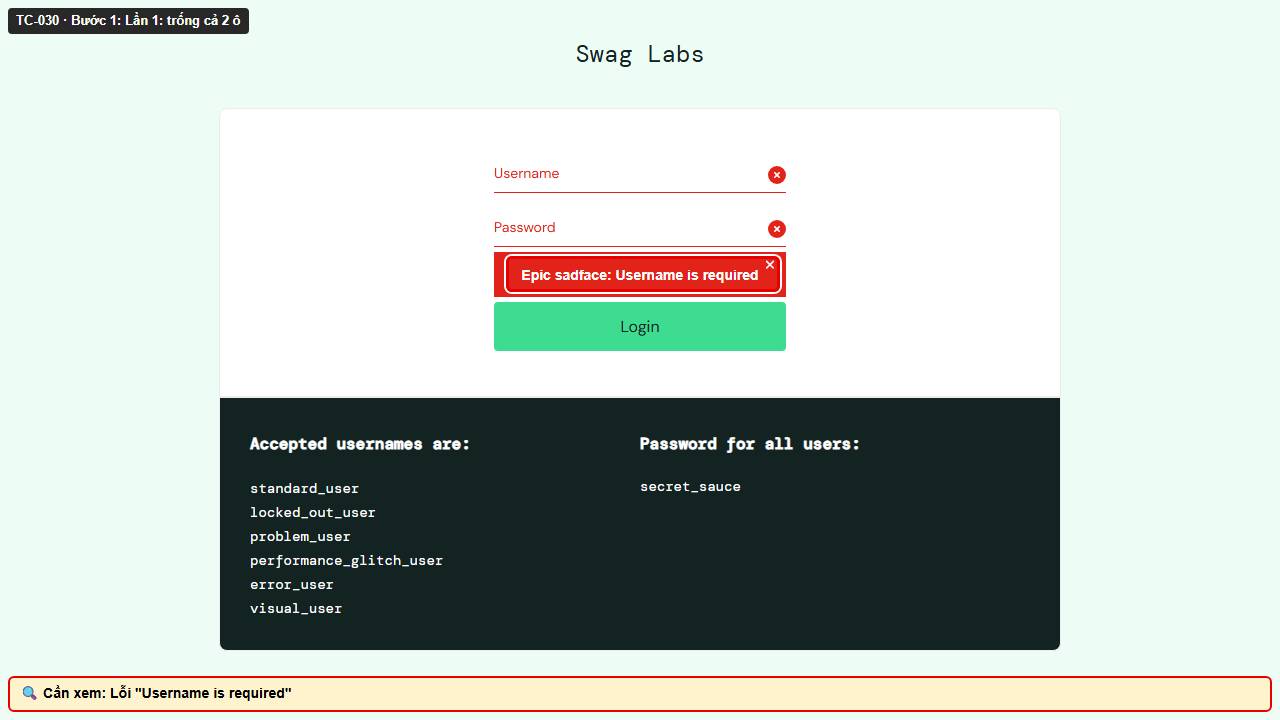 TC-030 · Bước 1: Lần 1: trống cả 2 ô
Swag Labs
Username
Password
Epic sadface: Username is required
Login
Accepted usernames are:
standard_user
locked_out_user
problem_user
performance_glitch_user
error_user
visual_user
Password for all users:
secret_sauce
🔍 Cần xem: Lỗi "Username is required"